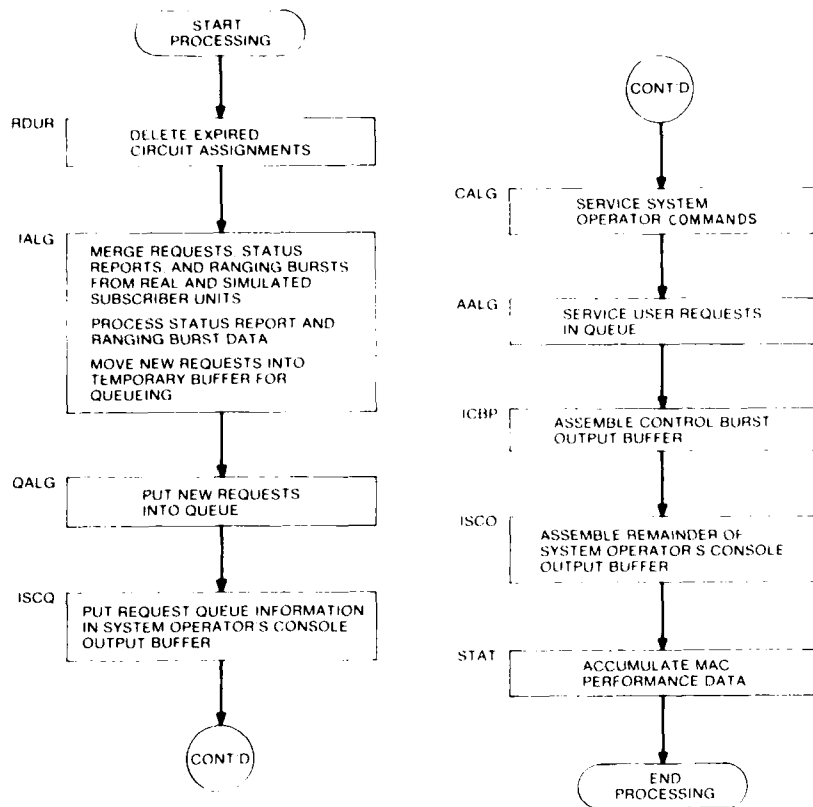 START
PROCESSING
RDUR
DELETE EXPIRED
CIRCUIT ASSIGNMENTS
IALG
MERGE REQUESTS, STATUS
REPORTS, AND RANGING BURSTS
FROM REAL AND SIMULATED
SUBSCRIBER UNITS
PROCESS STATUS REPORT AND
RANGING BURST DATA
MOVE NEW REQUESTS INTO
TEMPORARY BUFFER FOR
QUEUEING
QALG
PUT NEW REQUESTS
INTO QUEUE
ISCQ
PUT REQUEST QUEUE INFORMATION
IN SYSTEM OPERATOR'S CONSOLE
OUTPUT BUFFER
CONT'D
CONT'D
CALG
SERVICE SYSTEM
OPERATOR COMMANDS
AALG
SERVICE USER REQUESTS
IN QUEUE
ICBP
ASSEMBLE CONTROL BURST
OUTPUT BUFFER
ISCO
ASSEMBLE REMAINDER OF
SYSTEM OPERATOR'S CONSOLE
OUTPUT BUFFER
STAT
ACCUMULATE MAC
PERFORMANCE DATA
END
PROCESSING